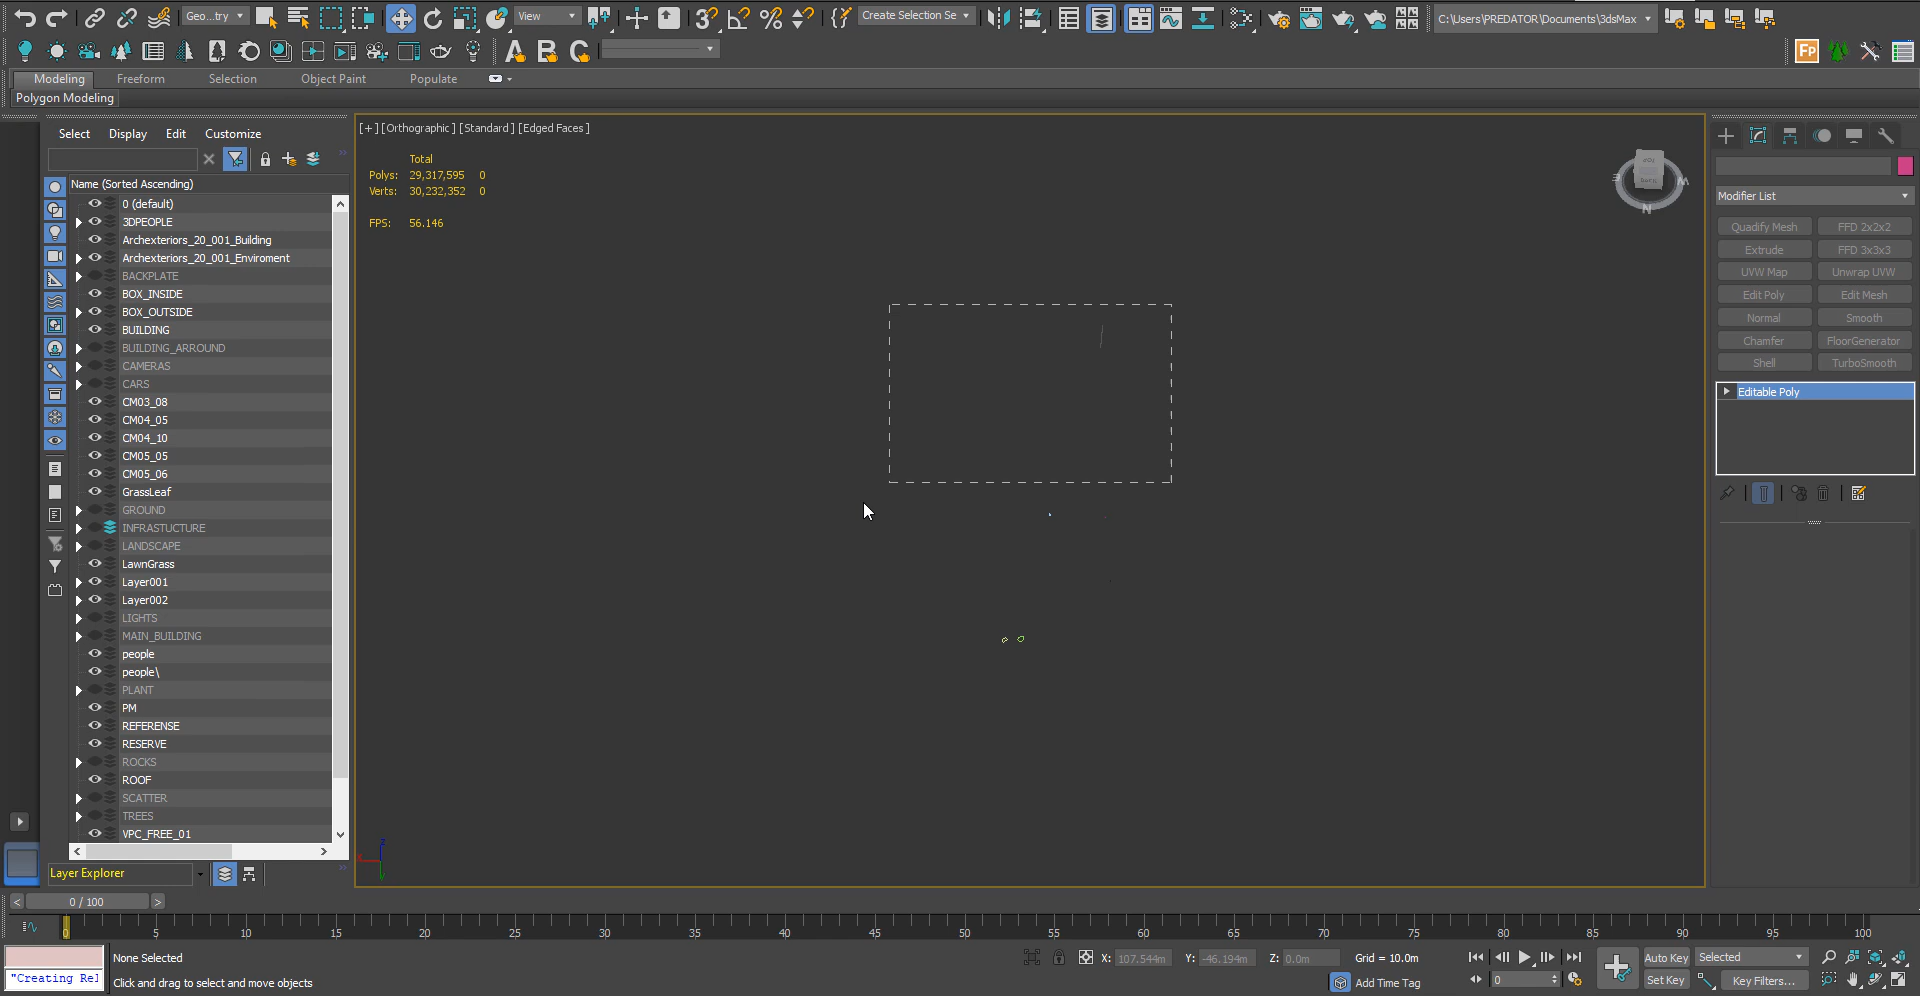 Geo...try
View
3
Create Selection Se
C:\Users\PREDATOR\Documents\3dsMax
A B C
Fp
Modeling Freeform Selection Object Paint Populate
Polygon Modeling
Select Display Edit Customize
[+] [Orthographic] [Standard] [Edged Faces]
Name (Sorted Ascending)
0 (default)
3DPEOPLE
Archexteriors_20_001_Building
Archexteriors_20_001_Enviroment
BACKPLATE
BOX_INSIDE
BOX_OUTSIDE
BUILDING
BUILDING_ARROUND
CAMERAS
CARS
CM03_08
CM04_05
CM04_10
CM05_05
CM05_06
GrassLeaf
GROUND
INFRASTUCTURE
LANDSCAPE
LawnGrass
Layer001
Layer002
LIGHTS
MAIN_BUILDING
people
people\
PLANT
PM
REFERENSE
RESERVE
ROCKS
ROOF
SCATTER
TREES
VPC_FREE_01
Layer Explorer
Total
Polys: 29,317,595 0
Verts: 30,232,352 0
FPS: 56.146
E W
N
z
Modifier List
Quadify Mesh FFD 2x2x2
Extrude FFD 3x3x3
UVW Map Unwrap UVW
Edit Poly Edit Mesh
Normal Smooth
Chamfer FloorGenerator
Shell TurboSmooth
Editable Poly
< 0 / 100 >
0 5 10 15 20 25 30 35 40 45 50 55 60 65 70 75 80 85 90 95 100
None Selected
X: 107.544m Y: -46.194m Z: 0.0m Grid = 10.0m
Auto Key Selected
"Creating Rel
Click and drag to select and move objects
Add Time Tag
0
Set Key Key Filters...